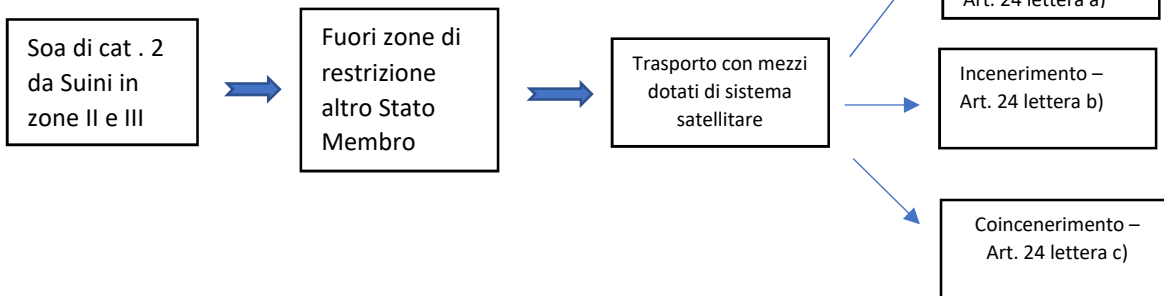 Art. 24 lettera a)
Soa di cat . 2
da Suini in
zone II e III
Fuori zone di
restrizione
altro Stato
Membro
Trasporto con mezzi
dotati di sistema
satellitare
Incenerimento –
Art. 24 lettera b)
Coincenerimento –
Art. 24 lettera c)